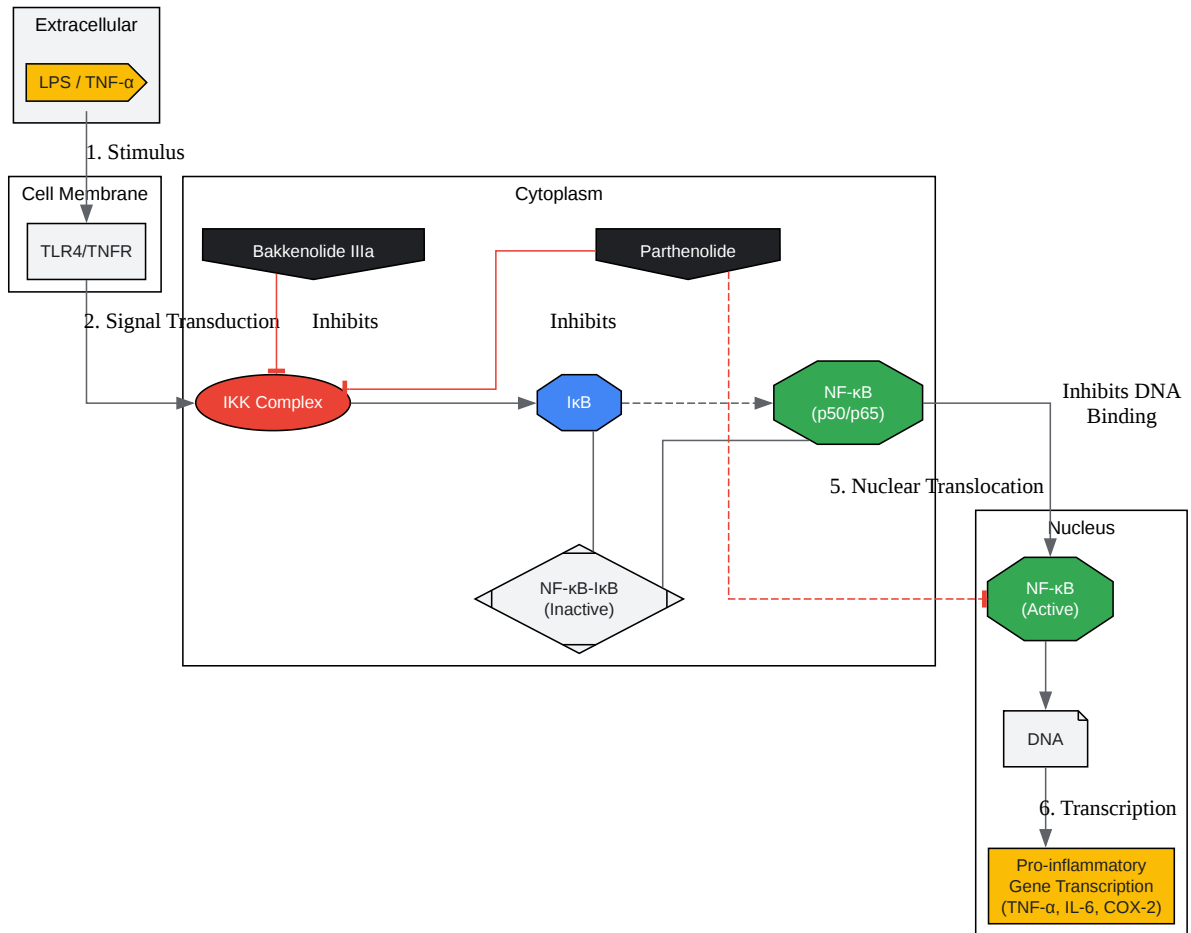 Extracellular
LPS / TNF-α
1. Stimulus
Cell Membrane
TLR4/TNFR
2. Signal Transduction
Cytoplasm
Bakkenolide IIIa
Parthenolide
Inhibits
Inhibits
IKK Complex
IκB
NF-κB
(p50/p65)
Inhibits DNA
Binding
5. Nuclear Translocation
NF-κB-IκB
(Inactive)
Nucleus
NF-κB
(Active)
DNA
6. Transcription
Pro-inflammatory
Gene Transcription
(TNF-α, IL-6, COX-2)